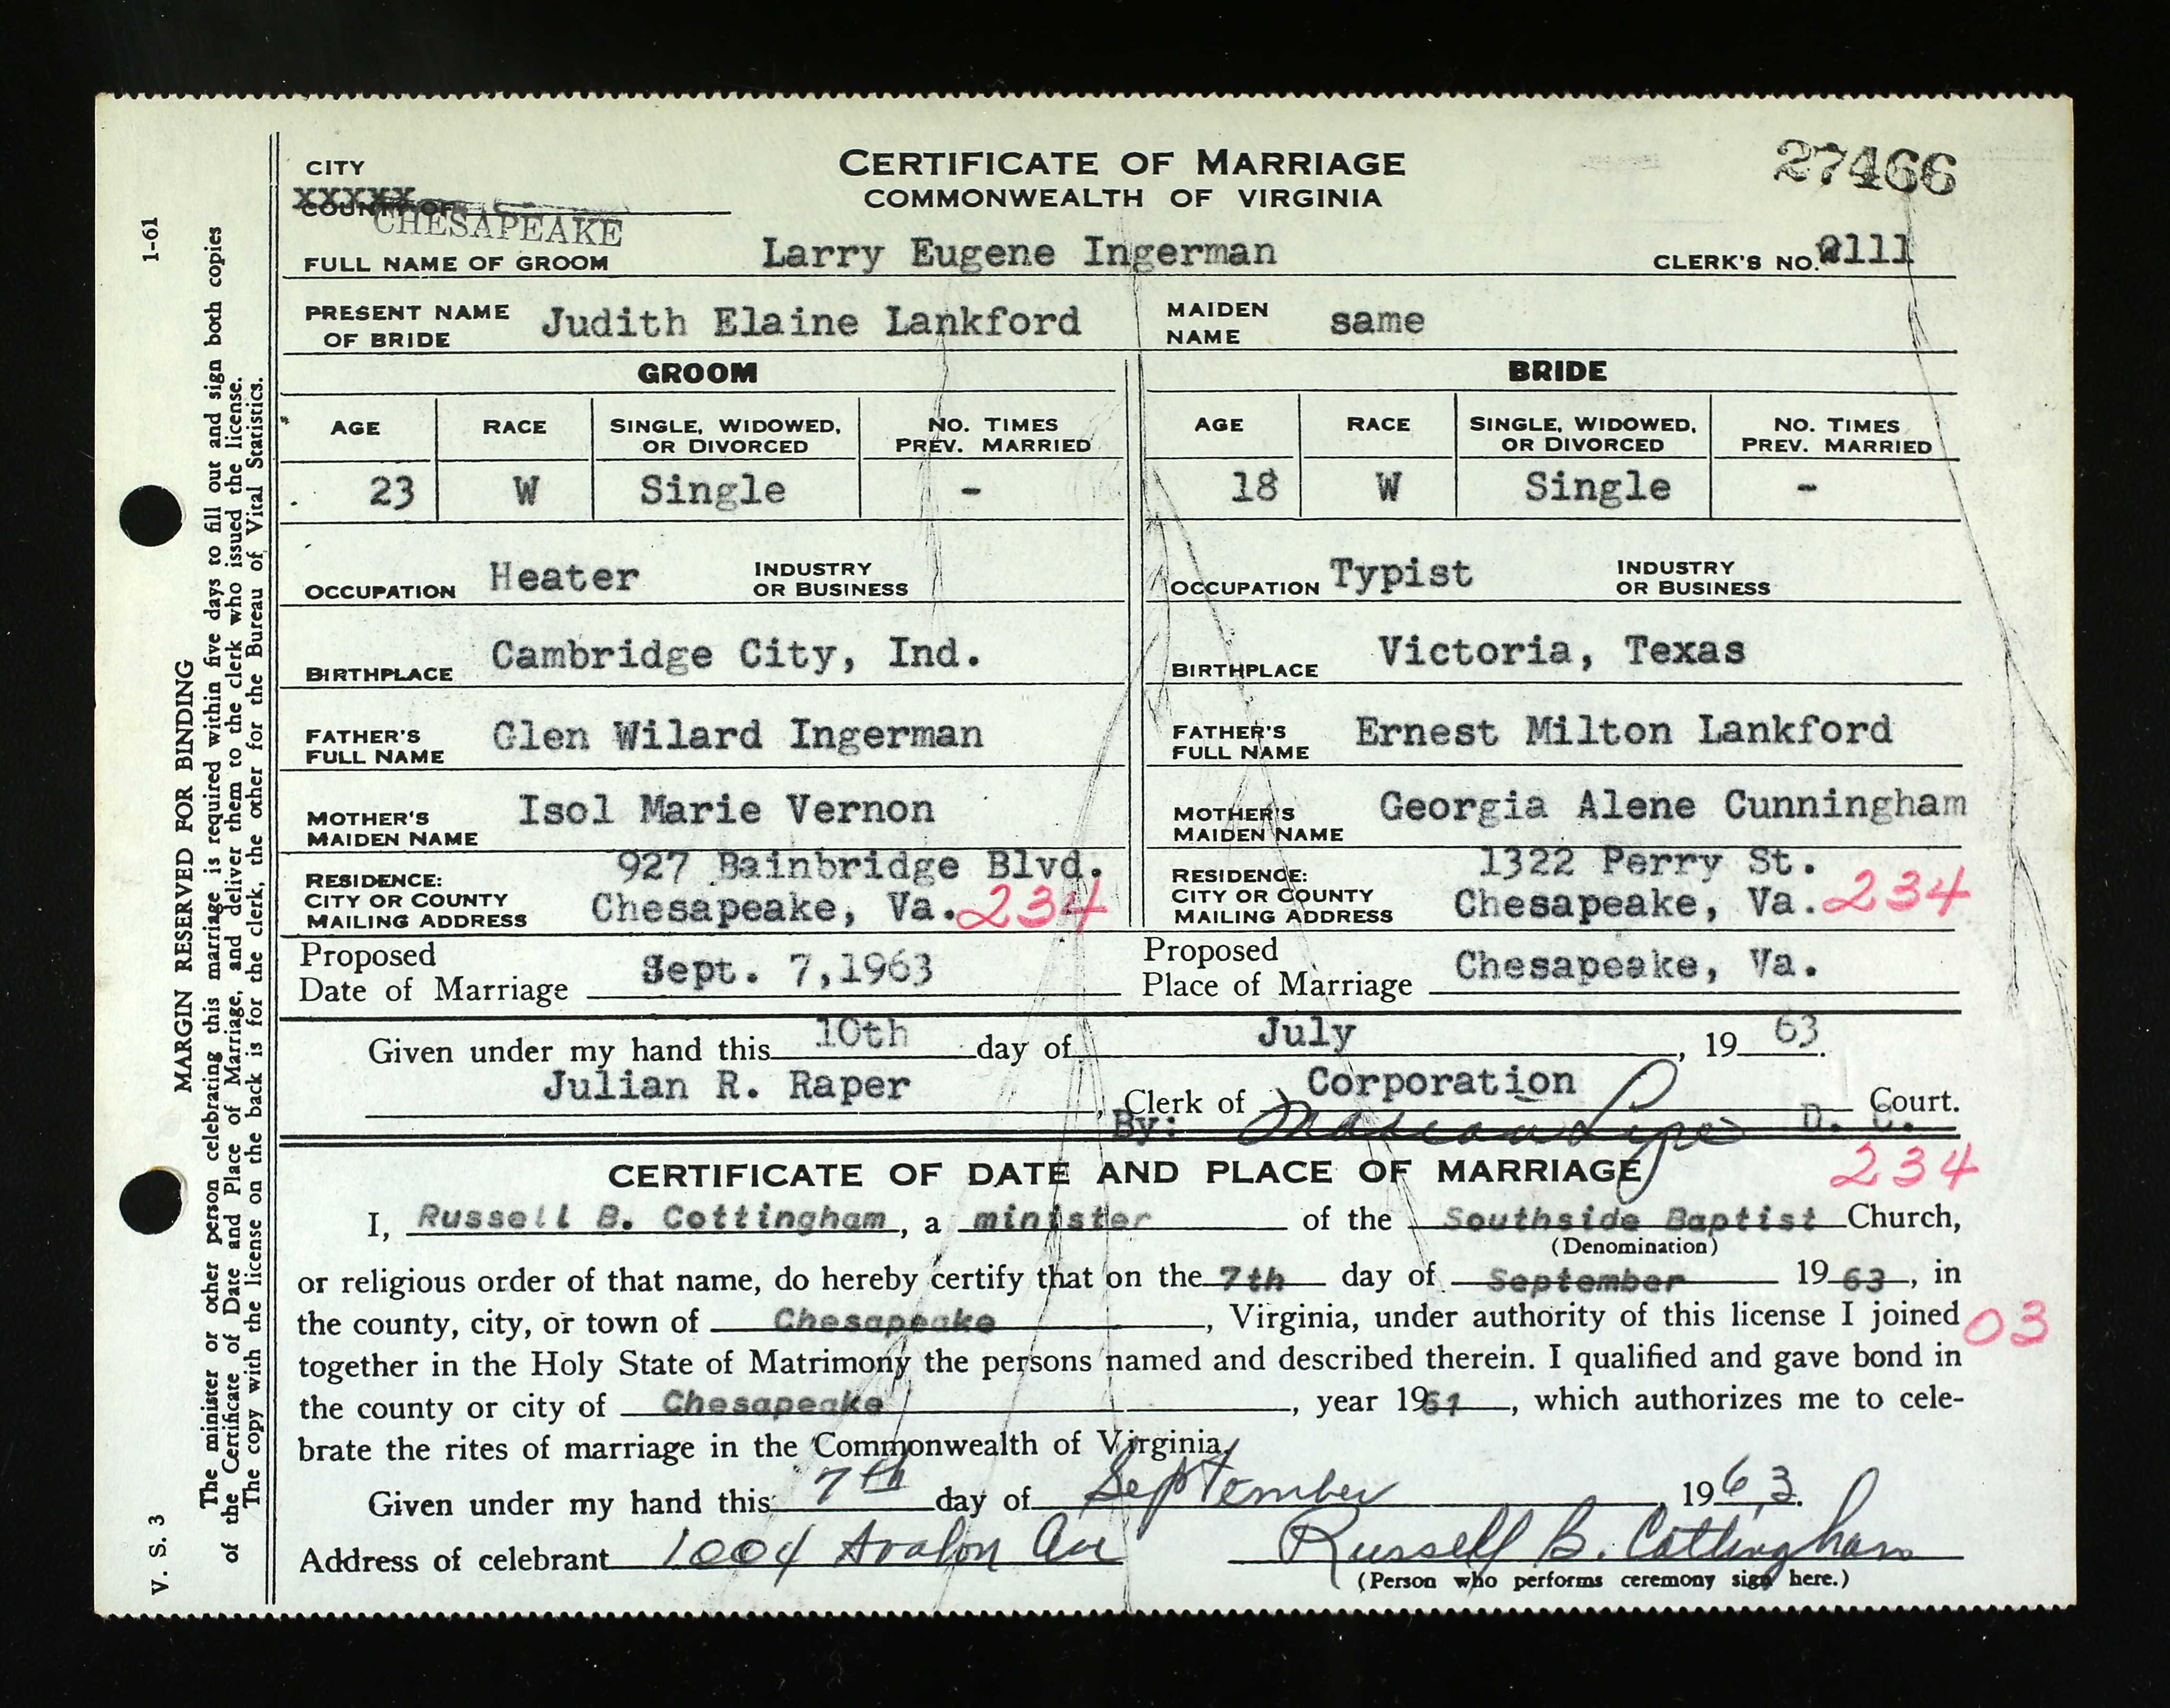 CERTIFICATE OF MARRIAGE
COMMONWEALTH OF VIRGINIA
27466
CITY
XXXXX
COUNTY OF
CHESAPEAKE
FULL NAME OF GROOM Larry Eugene Ingerman CLERK'S NO.
PRESENT NAME OF BRIDE Judith Elaine Lankford MAIDEN NAME same
GROOM BRIDE
AGE RACE SINGLE, WIDOWED, OR DIVORCED NO. TIMES PREV. MARRIED AGE RACE SINGLE, WIDOWED, OR DIVORCED NO. TIMES PREV. MARRIED
23 W Single - 18 W Single -
OCCUPATION Heater INDUSTRY OR BUSINESS OCCUPATION Typist INDUSTRY OR BUSINESS
BIRTHPLACE Cambridge City, Ind. BIRTHPLACE Victoria, Texas
FATHER'S FULL NAME Glen Wilard Ingerman FATHER'S FULL NAME Ernest Milton Lankford
MOTHER'S MAIDEN NAME Isol Marie Vernon MOTHER'S MAIDEN NAME Georgia Alene Cunningham
RESIDENCE: CITY OR COUNTY MAILING ADDRESS 927 Bainbridge Blvd. Chesapeake, Va. 234 RESIDENCE: CITY OR COUNTY MAILING ADDRESS 1322 Perry St. Chesapeake, Va. 234
Proposed Date of Marriage Sept. 7,1963 Proposed Place of Marriage Chesapeake, Va.
Given under my hand this 10th day of July, 19 63.
Julian R. Raper, Clerk of Corporation Court.
By: Marion Lipe D. C.
CERTIFICATE OF DATE AND PLACE OF MARRIAGE 234
I, Russell B. Cottingham, a minister of the Southside Baptist Church,
(Denomination)
or religious order of that name, do hereby certify that on the 7th day of September 19 63, in
the county, city, or town of Chesapeake, Virginia, under authority of this license I joined 03
together in the Holy State of Matrimony the persons named and described therein. I qualified and gave bond in
the county or city of Chesapeake, year 1961, which authorizes me to cele-
brate the rites of marriage in the Commonwealth of Virginia.
Given under my hand this 7th day of September, 1963.
Address of celebrant 1004 Avalon Ave Russell B. Cottingham
(Person who performs ceremony sign here.)
V. S. 3 1-61
MARGIN RESERVED FOR BINDING
The minister or other person celebrating this marriage is required within five days to fill out and sign both copies
of the Certificate of Date and Place of Marriage, and deliver them to the clerk who issued the license.
The copy with the license on the back is for the clerk, the other for the Bureau of Vital Statistics.